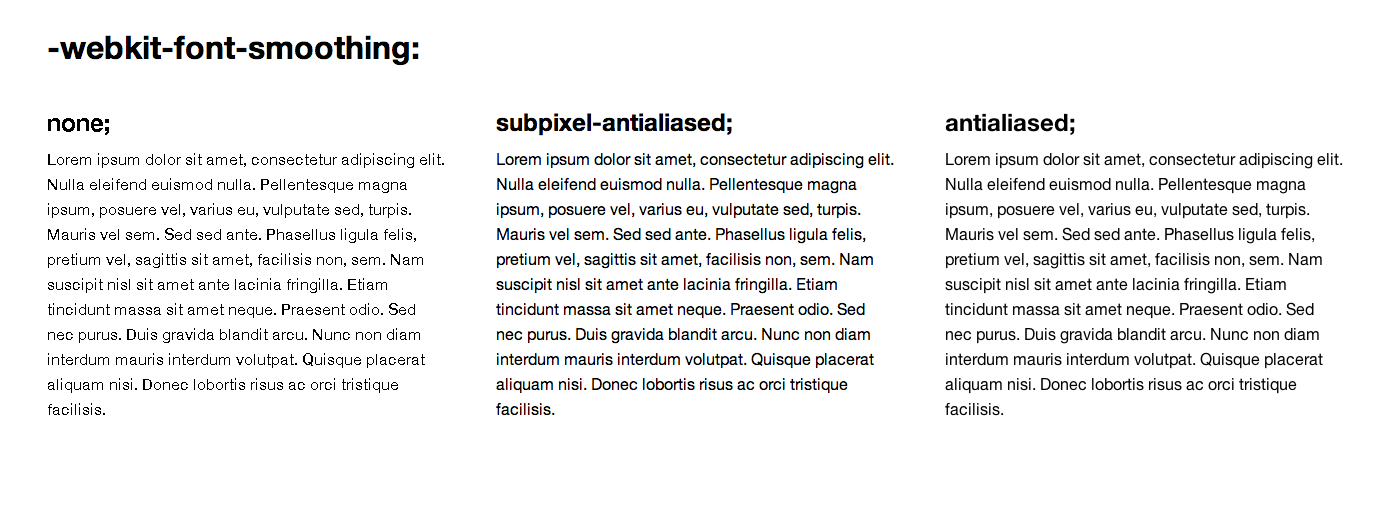 -webkit-font-smoothing:
none;
Lorem ipsum dolor sit amet, consectetur adipiscing elit.
Nulla eleifend euismod nulla. Pellentesque magna
ipsum, posuere vel, varius eu, vulputate sed, turpis.
Mauris vel sem. Sed sed ante. Phasellus ligula felis,
pretium vel, sagittis sit amet, facilisis non, sem. Nam
suscipit nisl sit amet ante lacinia fringilla. Etiam
tincidunt massa sit amet neque. Praesent odio. Sed
nec purus. Duis gravida blandit arcu. Nunc non diam
interdum mauris interdum volutpat. Quisque placerat
aliquam nisi. Donec lobortis risus ac orci tristique
facilisis.
subpixel-antialiased;
Lorem ipsum dolor sit amet, consectetur adipiscing elit.
Nulla eleifend euismod nulla. Pellentesque magna
ipsum, posuere vel, varius eu, vulputate sed, turpis.
Mauris vel sem. Sed sed ante. Phasellus ligula felis,
pretium vel, sagittis sit amet, facilisis non, sem. Nam
suscipit nisl sit amet ante lacinia fringilla. Etiam
tincidunt massa sit amet neque. Praesent odio. Sed
nec purus. Duis gravida blandit arcu. Nunc non diam
interdum mauris interdum volutpat. Quisque placerat
aliquam nisi. Donec lobortis risus ac orci tristique
facilisis.
antialiased;
Lorem ipsum dolor sit amet, consectetur adipiscing elit.
Nulla eleifend euismod nulla. Pellentesque magna
ipsum, posuere vel, varius eu, vulputate sed, turpis.
Mauris vel sem. Sed sed ante. Phasellus ligula felis,
pretium vel, sagittis sit amet, facilisis non, sem. Nam
suscipit nisl sit amet ante lacinia fringilla. Etiam
tincidunt massa sit amet neque. Praesent odio. Sed
nec purus. Duis gravida blandit arcu. Nunc non diam
interdum mauris interdum volutpat. Quisque placerat
aliquam nisi. Donec lobortis risus ac orci tristique
facilisis.